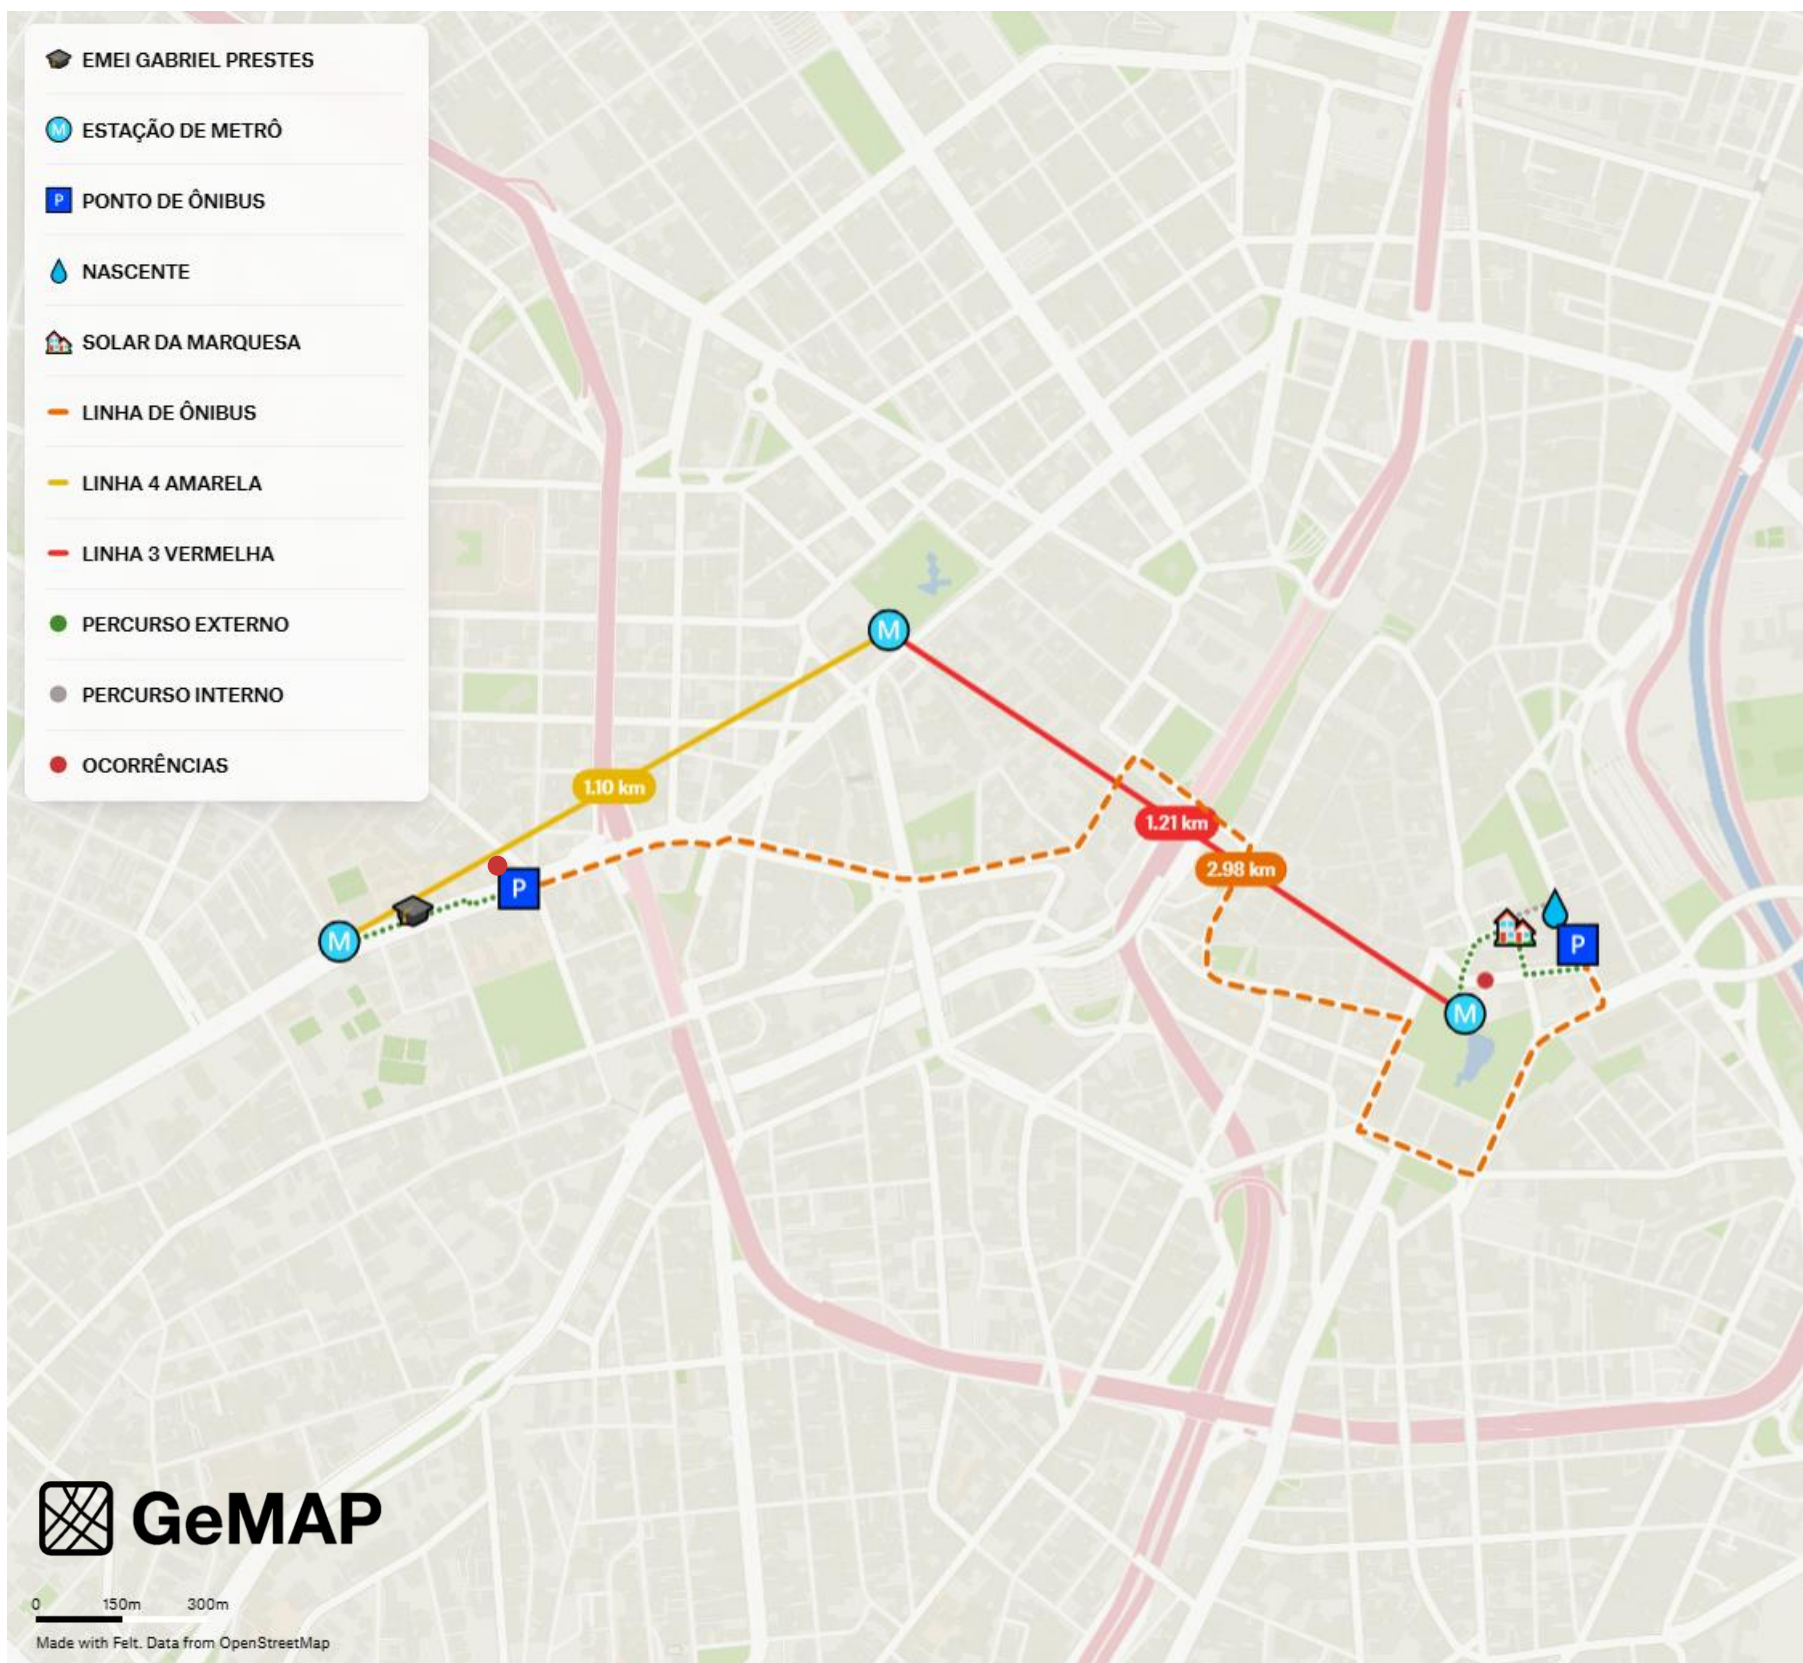 EMEI GABRIEL PRESTES
M ESTAÇÃO DE METRÔ
P PONTO DE ÔNIBUS
NASCENTE
SOLAR DA MARQUESA
LINHA DE ÔNIBUS
LINHA 4 AMARELA
LINHA 3 VERMELHA
PERCURSO EXTERNO
PERCURSO INTERNO
OCORRÊNCIAS
M
1.10 km
1.21 km
2.98 km
P
M
P
M
GeMAP
0 150m 300m
Made with Felt. Data from OpenStreetMap